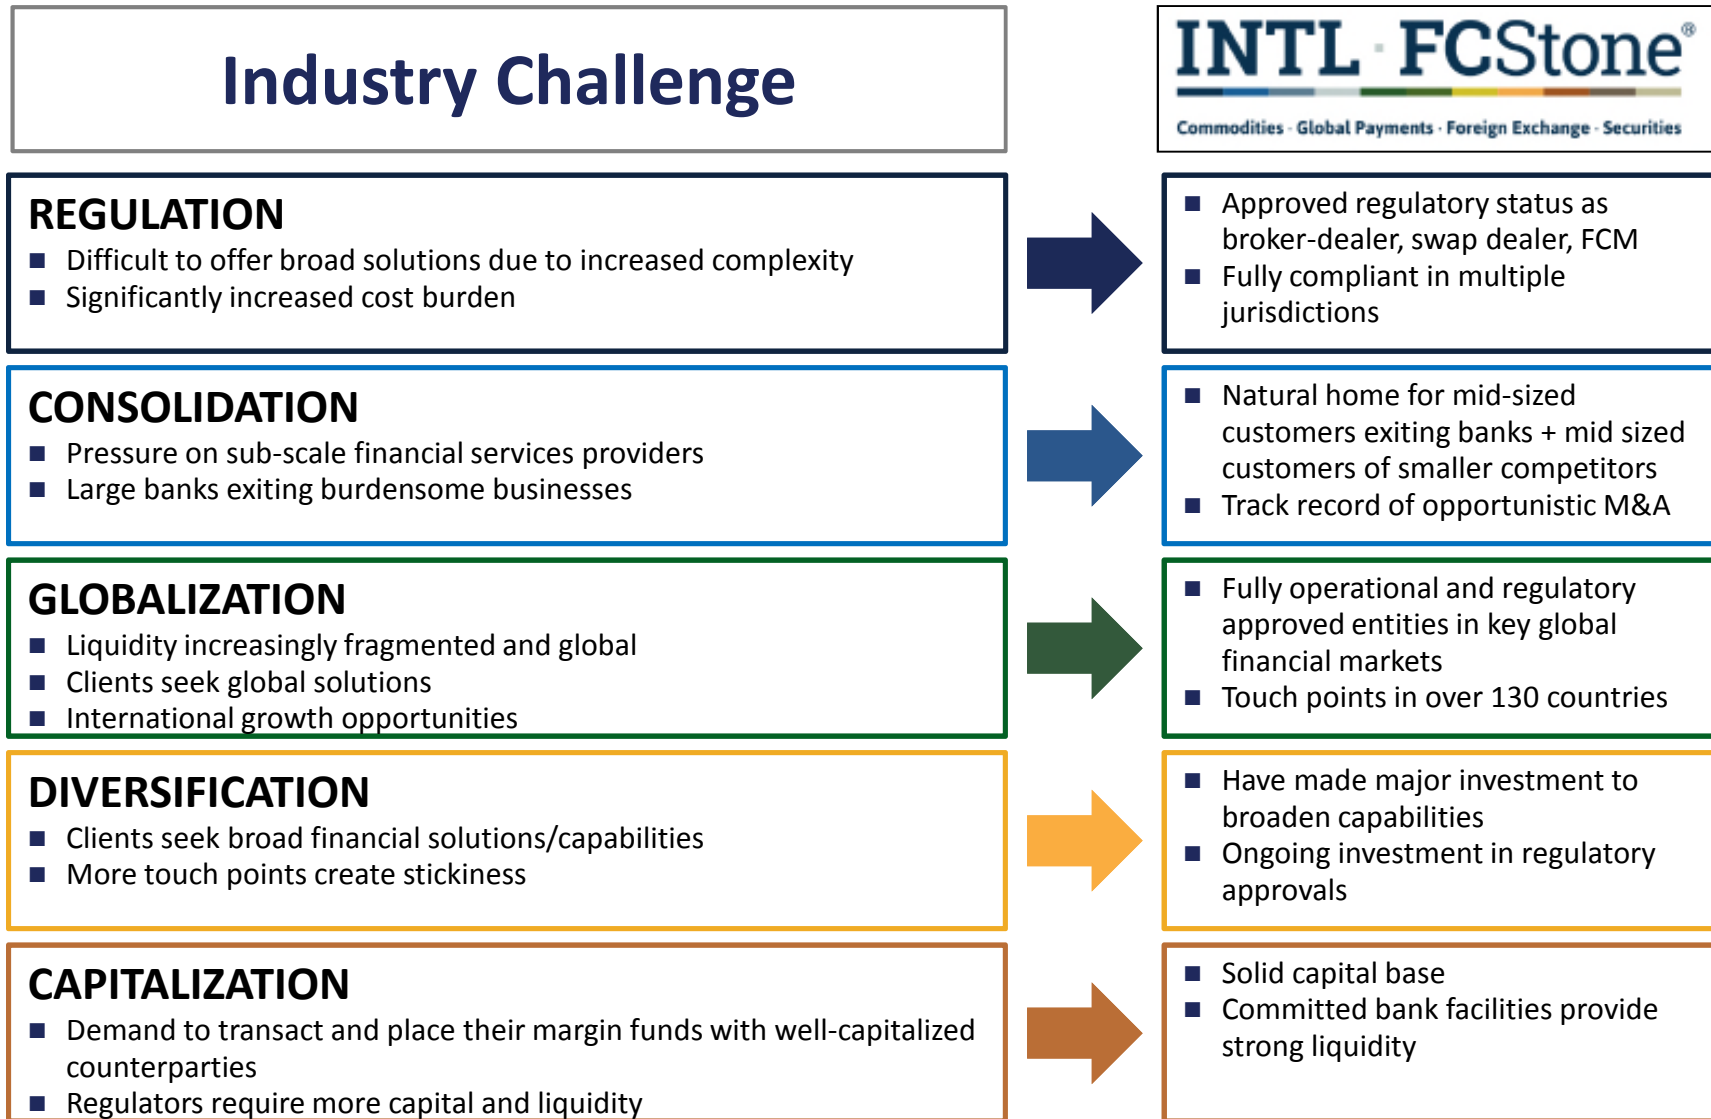 Industry Challenge
INTL FCStone®
Commodities · Global Payments · Foreign Exchange · Securities
REGULATION
■ Difficult to offer broad solutions due to increased complexity
■ Significantly increased cost burden
■ Approved regulatory status as
broker-dealer, swap dealer, FCM
■ Fully compliant in multiple
jurisdictions
CONSOLIDATION
■ Pressure on sub-scale financial services providers
■ Large banks exiting burdensome businesses
■ Natural home for mid-sized
customers exiting banks + mid sized
customers of smaller competitors
■ Track record of opportunistic M&A
GLOBALIZATION
■ Liquidity increasingly fragmented and global
■ Clients seek global solutions
■ International growth opportunities
■ Fully operational and regulatory
approved entities in key global
financial markets
■ Touch points in over 130 countries
DIVERSIFICATION
■ Clients seek broad financial solutions/capabilities
■ More touch points create stickiness
■ Have made major investment to
broaden capabilities
■ Ongoing investment in regulatory
approvals
CAPITALIZATION
■ Demand to transact and place their margin funds with well-capitalized
counterparties
■ Regulators require more capital and liquidity
■ Solid capital base
■ Committed bank facilities provide
strong liquidity